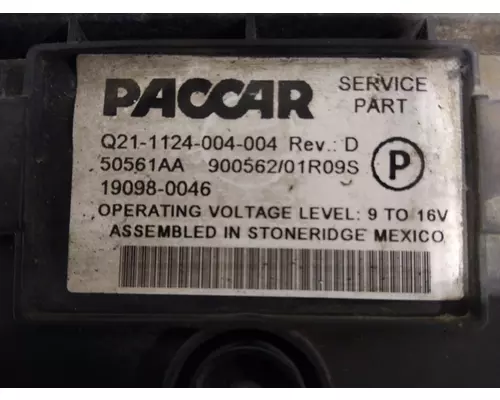 PACCAR SERVICE PART
Q21-1124-004-004 Rev.: D
50561AA 900562/01R09S
P
19098-0046
OPERATING VOLTAGE LEVEL: 9 TO 16V
ASSEMBLED IN STONERIDGE MEXICO